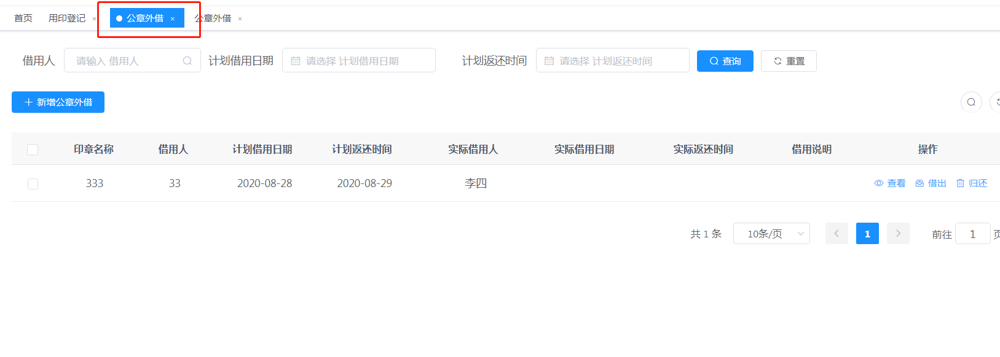 首页 用印登记 × 公章外借 × 公章外借 ×
借用人 请输入 借用人 计划借用日期 请选择 计划借用日期 计划返还时间 请选择 计划返还时间 查询 重置
新增公章外借
印章名称 借用人 计划借用日期 计划返还时间 实际借用人 实际借用日期 实际返还时间 借用说明 操作
333 33 2020-08-28 2020-08-29 李四 查看 借出 归还
共 1 条 10条/页 1 前往 1 页